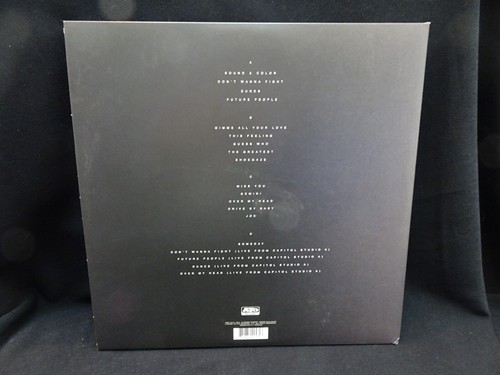 A
SOUND & COLOR
DON'T WANNA FIGHT
DUNES
FUTURE PEOPLE
B
GIMME ALL YOUR LOVE
THIS FEELING
GUESS WHO
THE GREATEST
SHOEGAZE
C
MISS YOU
GEMINI
OVER MY HEAD
DRIVE BY BABY
JOE
D
SOMEDAY
DON'T WANNA FIGHT (LIVE FROM CAPITOL STUDIO A)
FUTURE PEOPLE (LIVE FROM CAPITOL STUDIO A)
DUNES (LIVE FROM CAPITOL STUDIO A)
OVER MY HEAD (LIVE FROM CAPITOL STUDIO A)
ATO